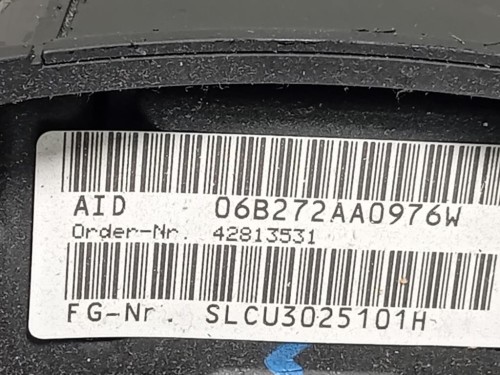 AID 06B272AA0976W
Order-Nr. 42813531
FG-Nr. SLCU3025101H